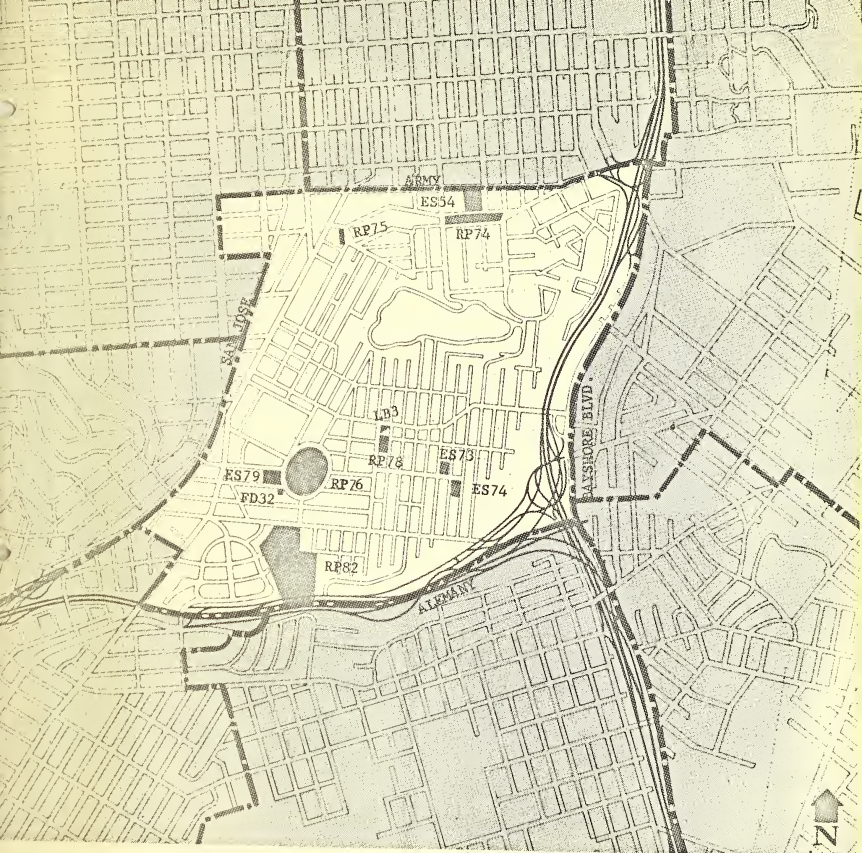 ARMY
ES54
RP75
RP74
SAN JOSE
LB3
RP78
ES73
BAYSHORE BLVD.
ES79
RP76
ES74
FD32
RP82
ALEMANY
N